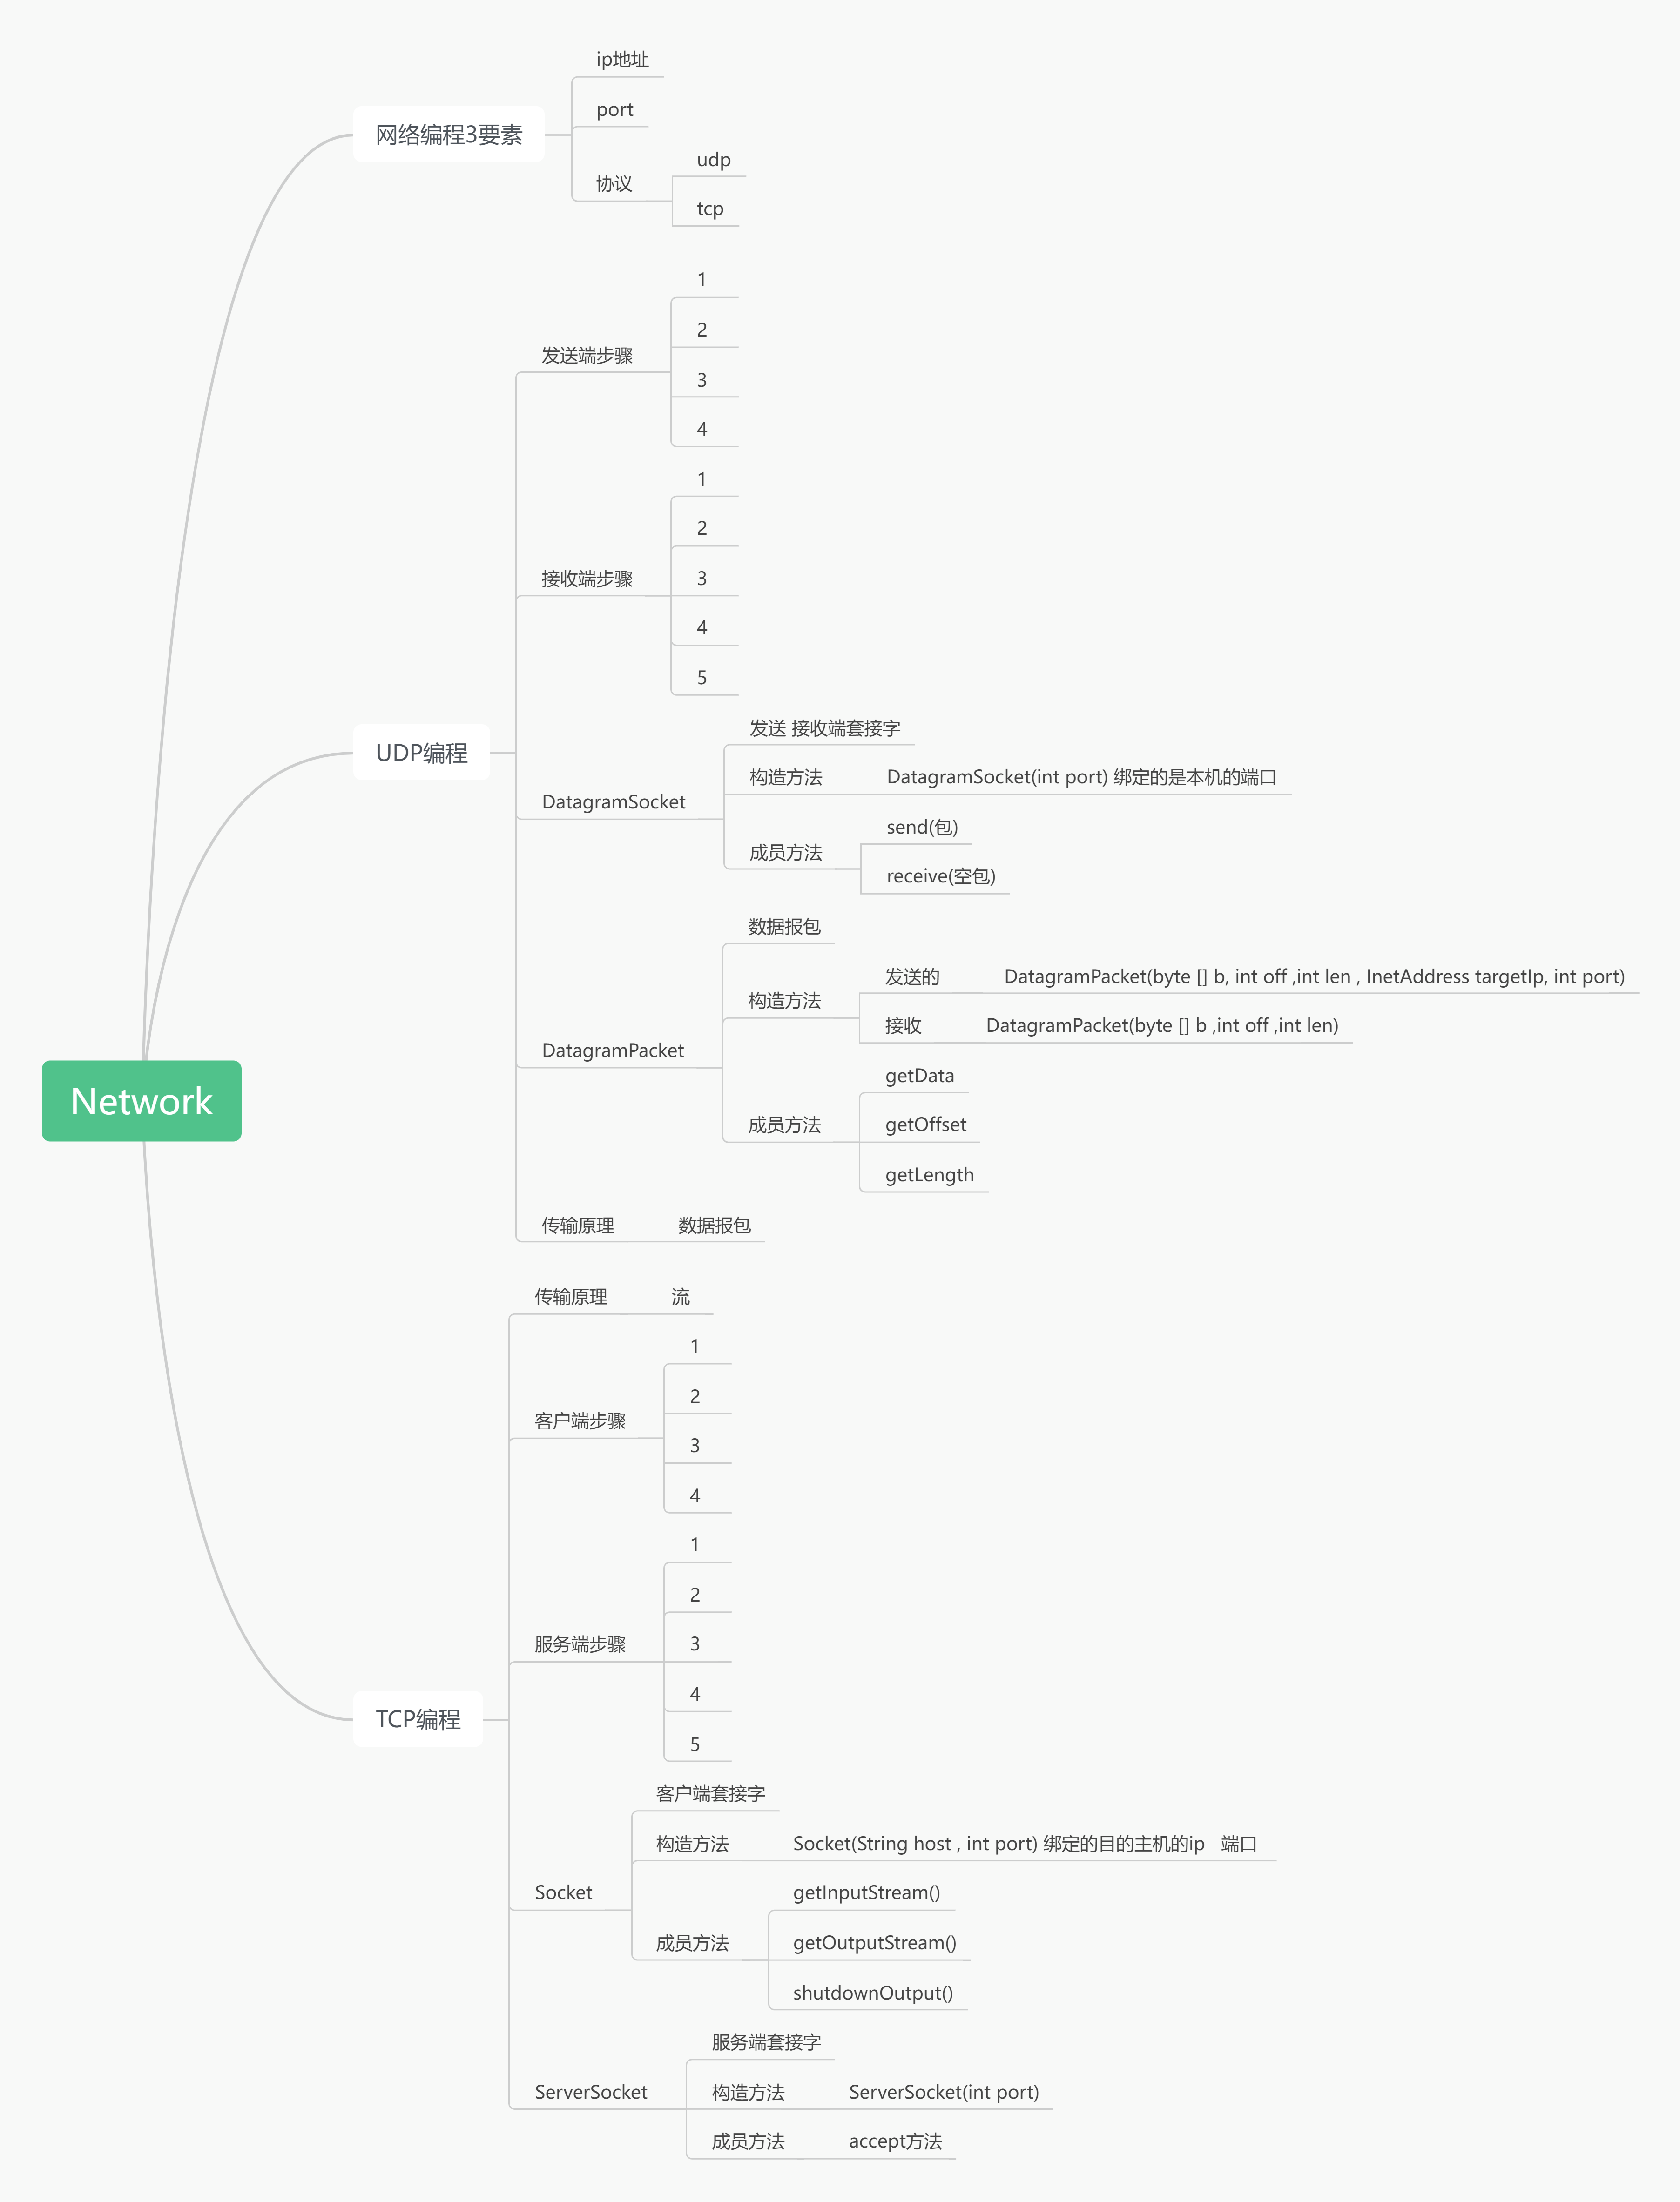 ip地址
port
网络编程3要素
udp
协议
tcp
1
2
发送端步骤
3
4
1
2
接收端步骤
3
4
5
发送 接收端套接字
UDP编程
构造方法 DatagramSocket(int port) 绑定的是本机的端口
DatagramSocket
send(包)
成员方法
receive(空包)
数据报包
发送的 DatagramPacket(byte [] b, int off ,int len , InetAddress targetIp, int port)
构造方法
接收 DatagramPacket(byte [] b ,int off ,int len)
DatagramPacket
getData
Network
getOffset
成员方法
getLength
传输原理 数据报包
传输原理 流
1
2
客户端步骤
3
4
1
2
服务端步骤
3
4
TCP编程
5
客户端套接字
构造方法 Socket(String host , int port) 绑定的目的主机的ip 端口
Socket
getInputStream()
成员方法
getOutputStream()
shutdownOutput()
服务端套接字
ServerSocket
构造方法 ServerSocket(int port)
成员方法 accept方法